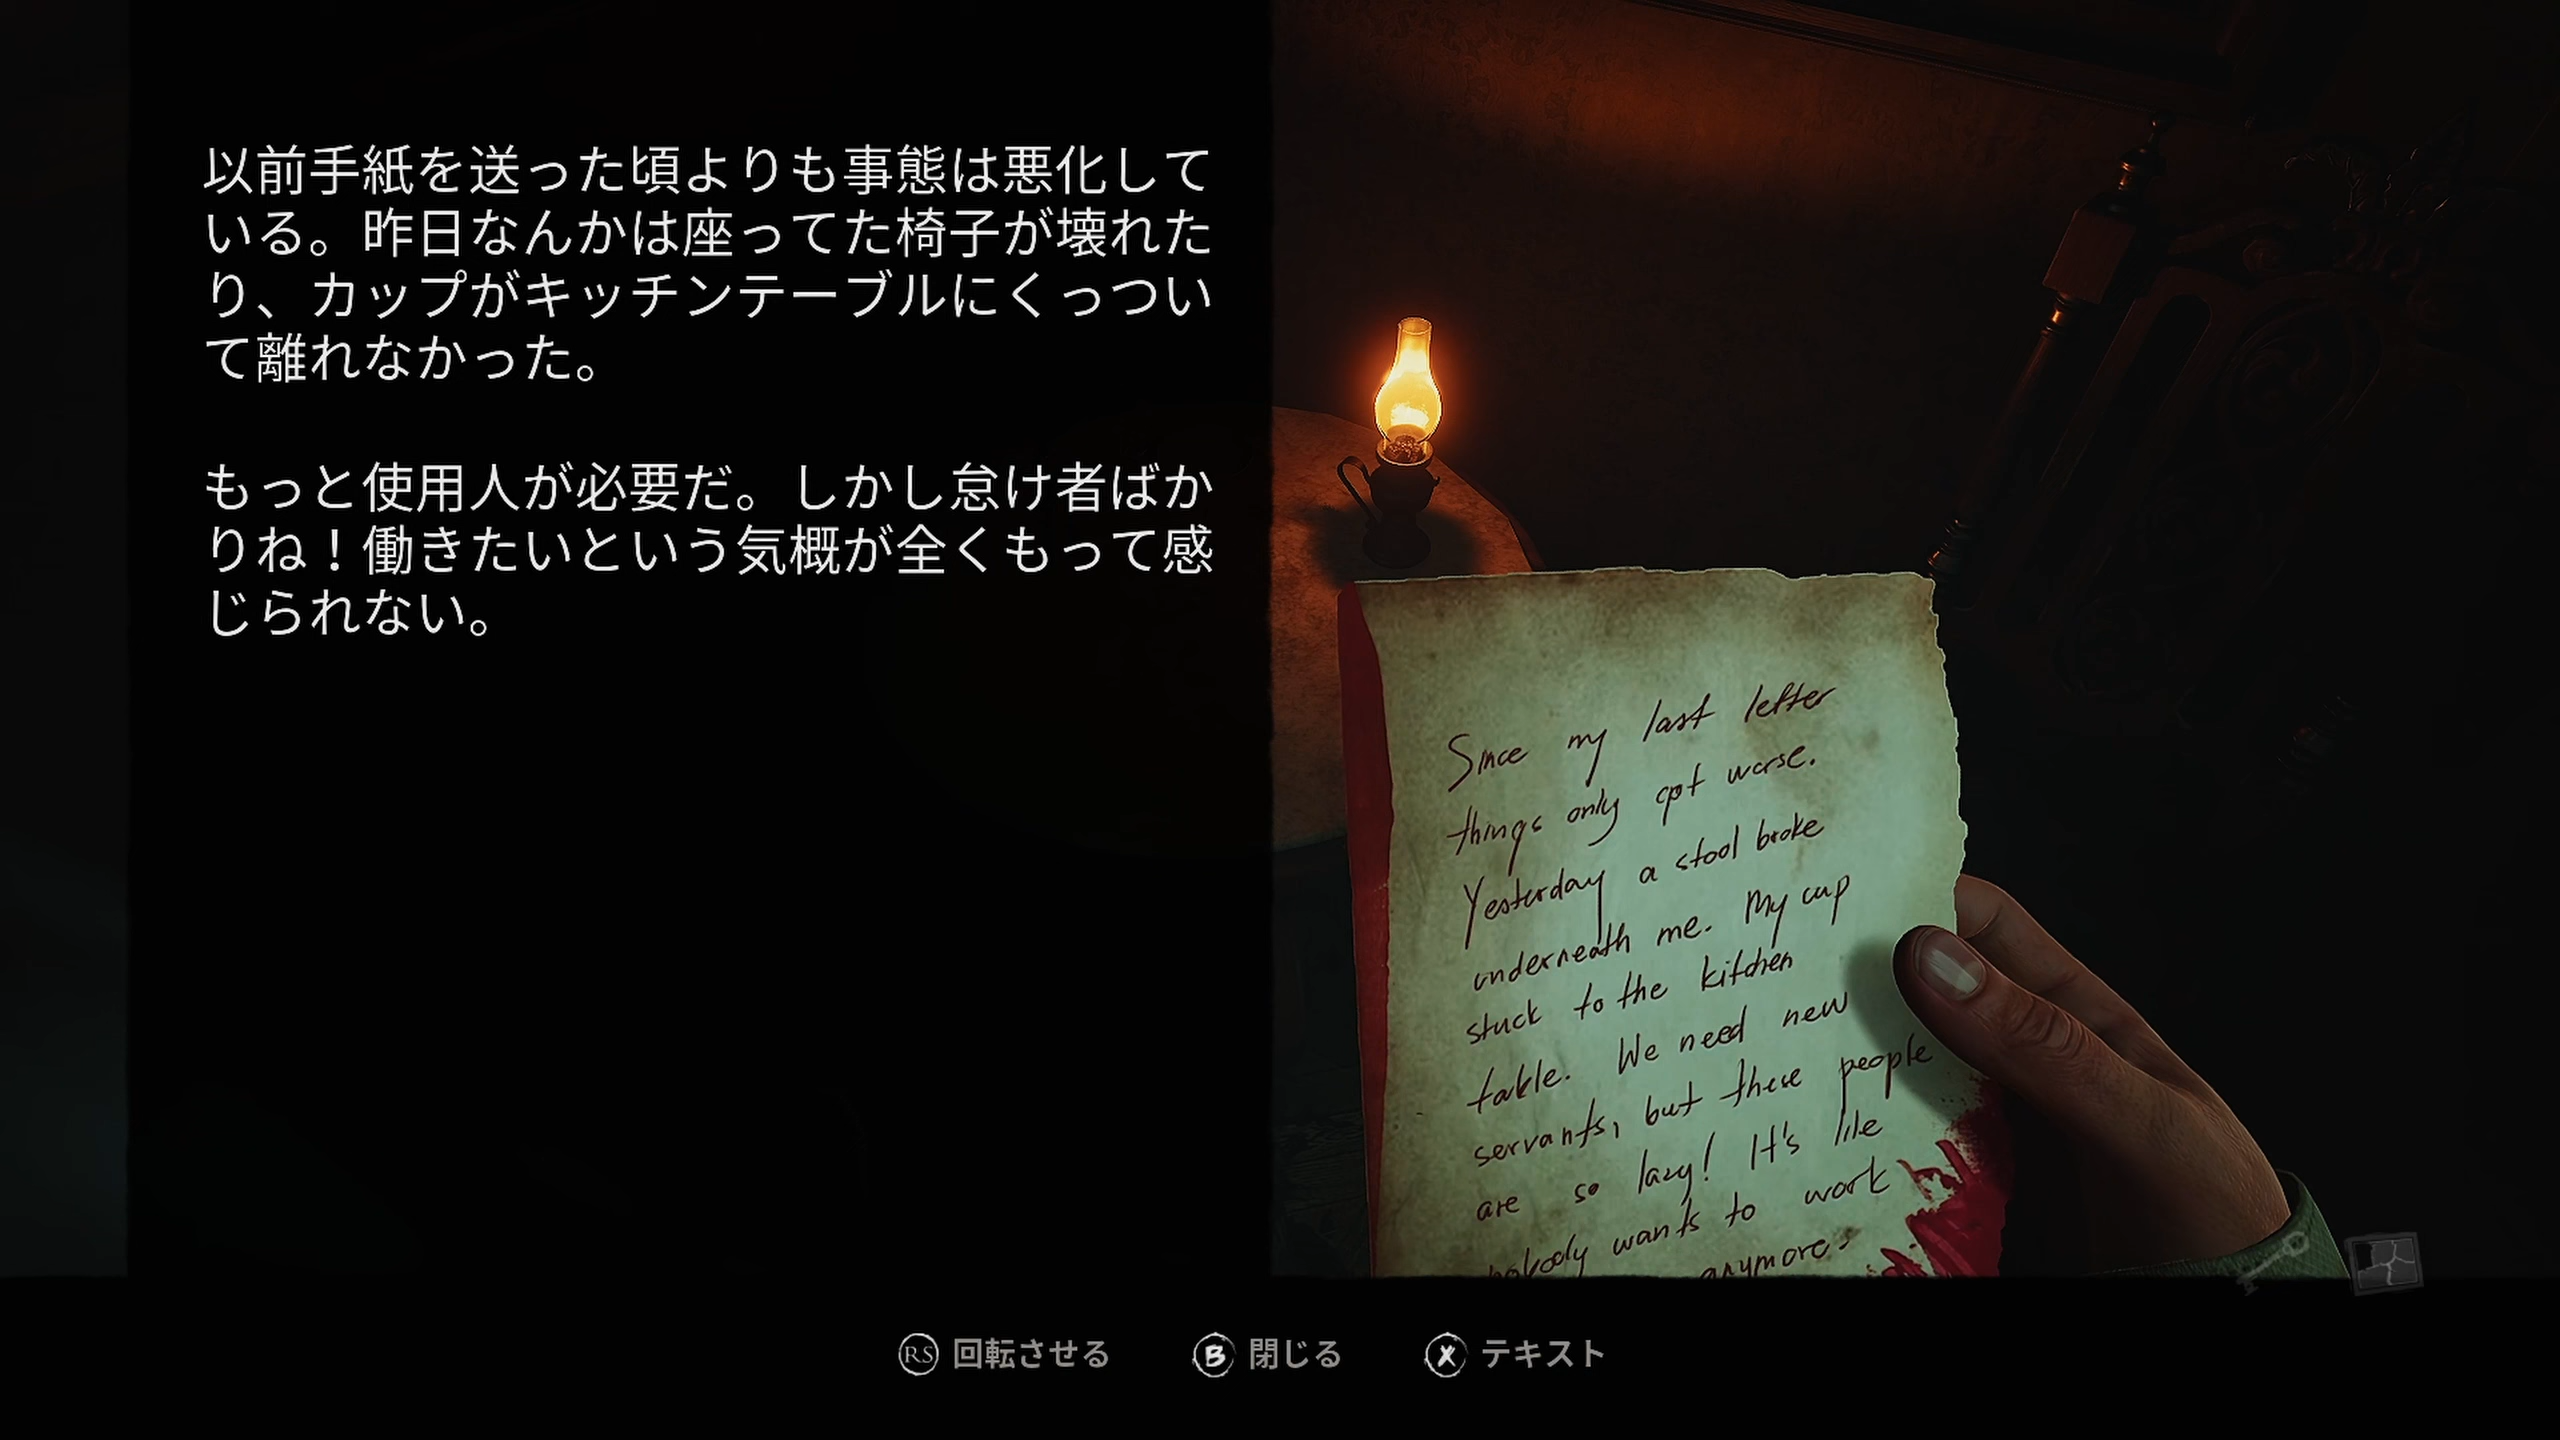 以前手紙を送った頃よりも事態は悪化して
いる。昨日なんかは座ってた椅子が壊れた
り、カップがキッチンテーブルにくっつい
て離れなかった。
もっと使用人が必要だ。しかし怠け者ばか
りね！働きたいという気概が全くもって感
じられない。
Since my last letter
things only got worse.
Yesterday a stool broke
underneath me. My cup
stuck to the kitchen
table. We need new
servants, but these people
are so lazy! It's like
nobody wants to work
anymore.
RS 回転させる B 閉じる X テキスト